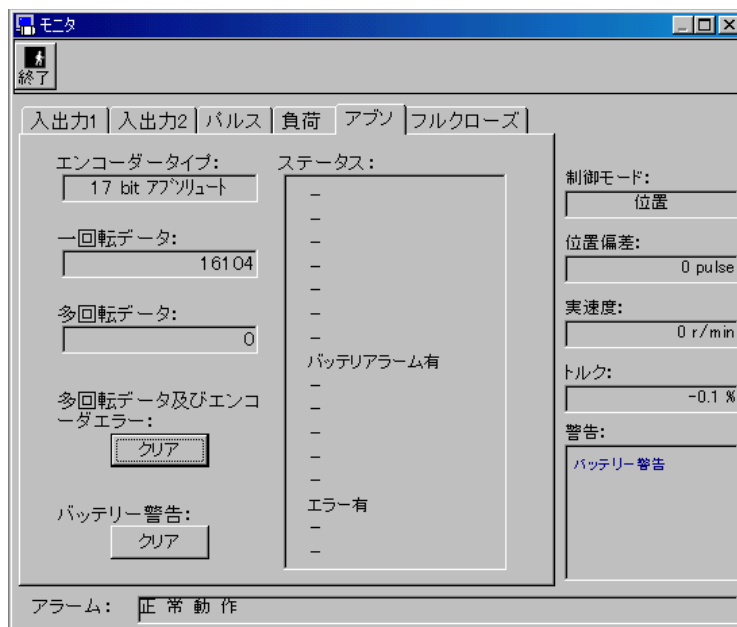 モニタ
終了
入出力1 入出力2 パルス 負荷 アブソ フルクローズ
エンコーダータイプ:
17 bit アブソリュート
一回転データ:
16104
多回転データ:
0
多回転データ及びエンコ
ーダエラー:
クリア
バッテリー警告:
クリア
ステータス:
–
–
–
–
–
–
–
バッテリアラーム有
–
–
–
–
–
エラー有
–
–
制御モード:
位置
位置偏差:
0 pulse
実速度:
0 r/min
トルク:
-0.1 %
警告:
バッテリー警告
アラーム: 正常動作